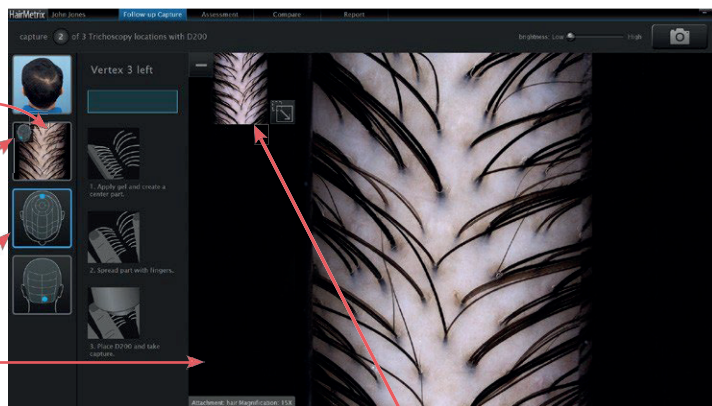 HairMetrix John Jones Follow-up Capture Assessment Compare Report
capture 2 of 3 Trichoscopy locations with D200
brightness: Low High
Vertex 3 left
1. Apply gel and create a
center part.
2. Spread part with fingers.
3. Place D200 and take
capture.
Attachment: hair Magnification: 35X